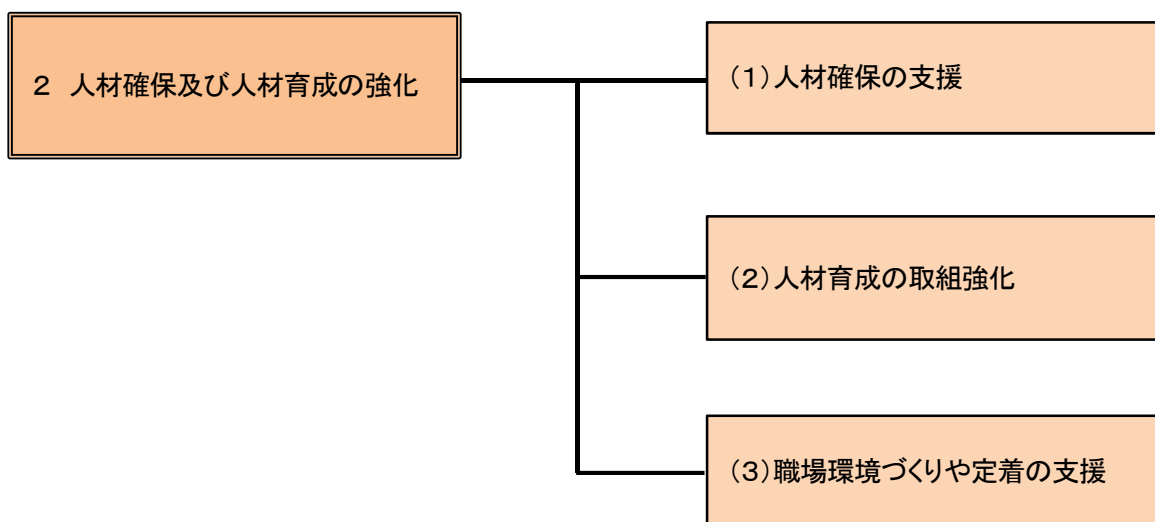 ２　人材確保及び人材育成の強化
（１）人材確保の支援
（２）人材育成の取組強化
（３）職場環境づくりや定着の支援